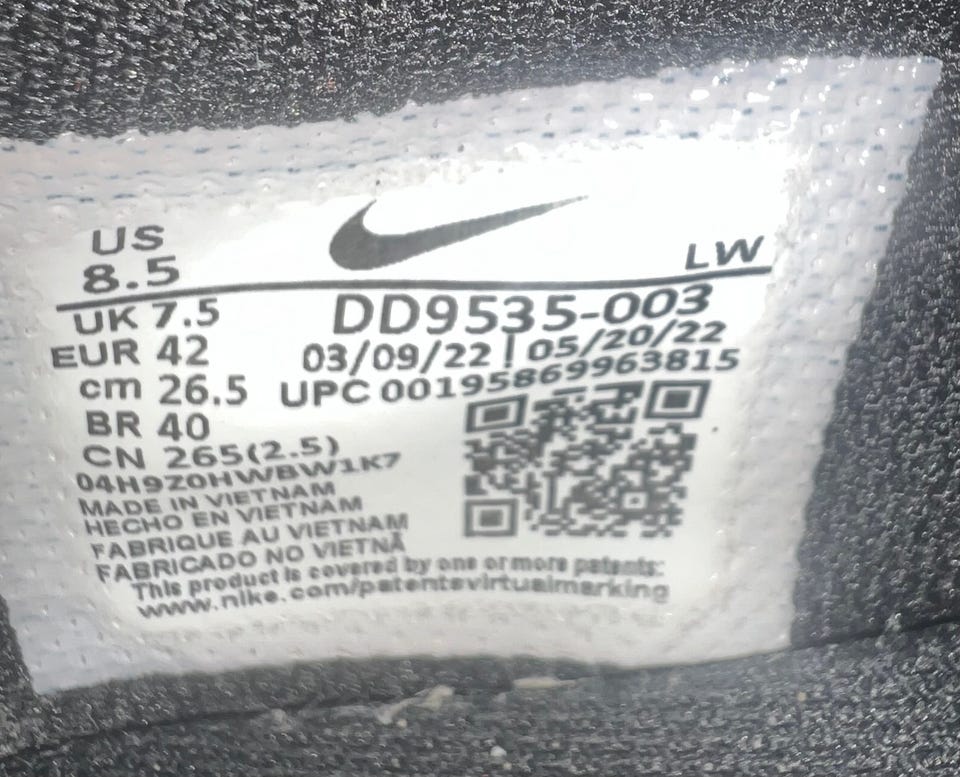 US
8.5
LW
UK 7.5
EUR 42
cm 26.5
BR 40
CN 265(2.5)
DD9535-003
03/09/22 | 05/20/22
UPC 00195869963815
04H9Z0HWBW1K7
MADE IN VIETNAM
HECHO EN VIETNAM
FABRIQUE AU VIETNAM
FABRICADO NO VIETNÃ
This product is covered by one or more patents:
www.nike.com/patentsvirtualmarking